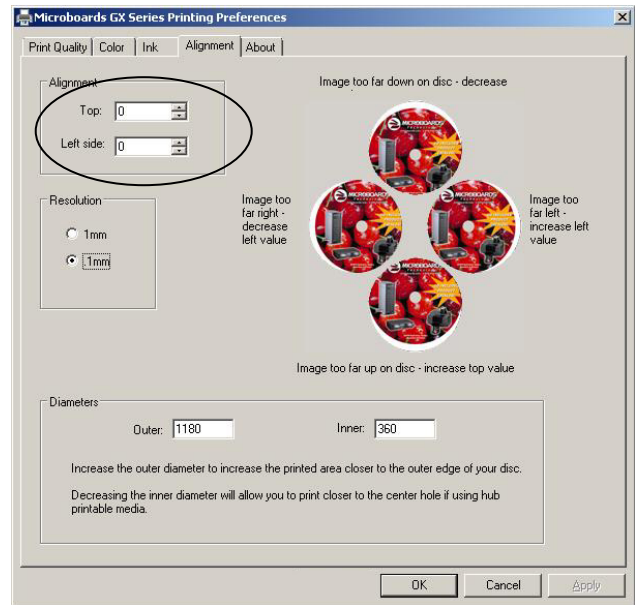 Microboards GX Series Printing Preferences
Print Quality Color Ink Alignment About
Alignment
Top: 0
Left side: 0
Resolution
1mm
.1mm
Image too far down on disc - decrease
Image too
far right -
decrease
left value
Image too
far left -
increase left
value
MICROBOARDS
MICROBOARDS
MICROBOARDS
MICROBOARDS
Image too far up on disc - increase top value
Diameters
Outer: 1180 Inner: 360
Increase the outer diameter to increase the printed area closer to the outer edge of your disc.
Decreasing the inner diameter will allow you to print closer to the center hole if using hub
printable media.
OK Cancel Apply